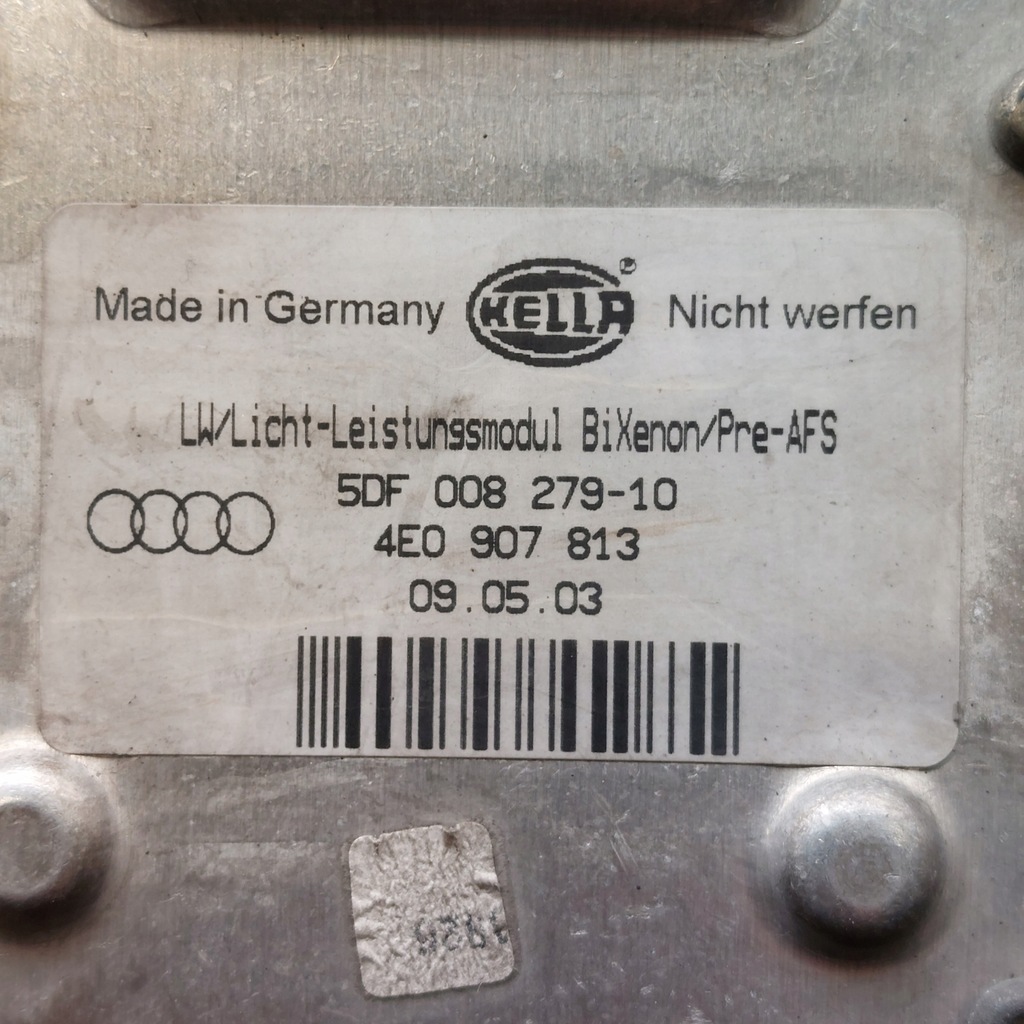 Made in Germany HELLA Nicht werfen
LW/Licht-Leistungsmodul BiXenon/Pre-AFS
5DF 008 279-10
4E0 907 813
09.05.03